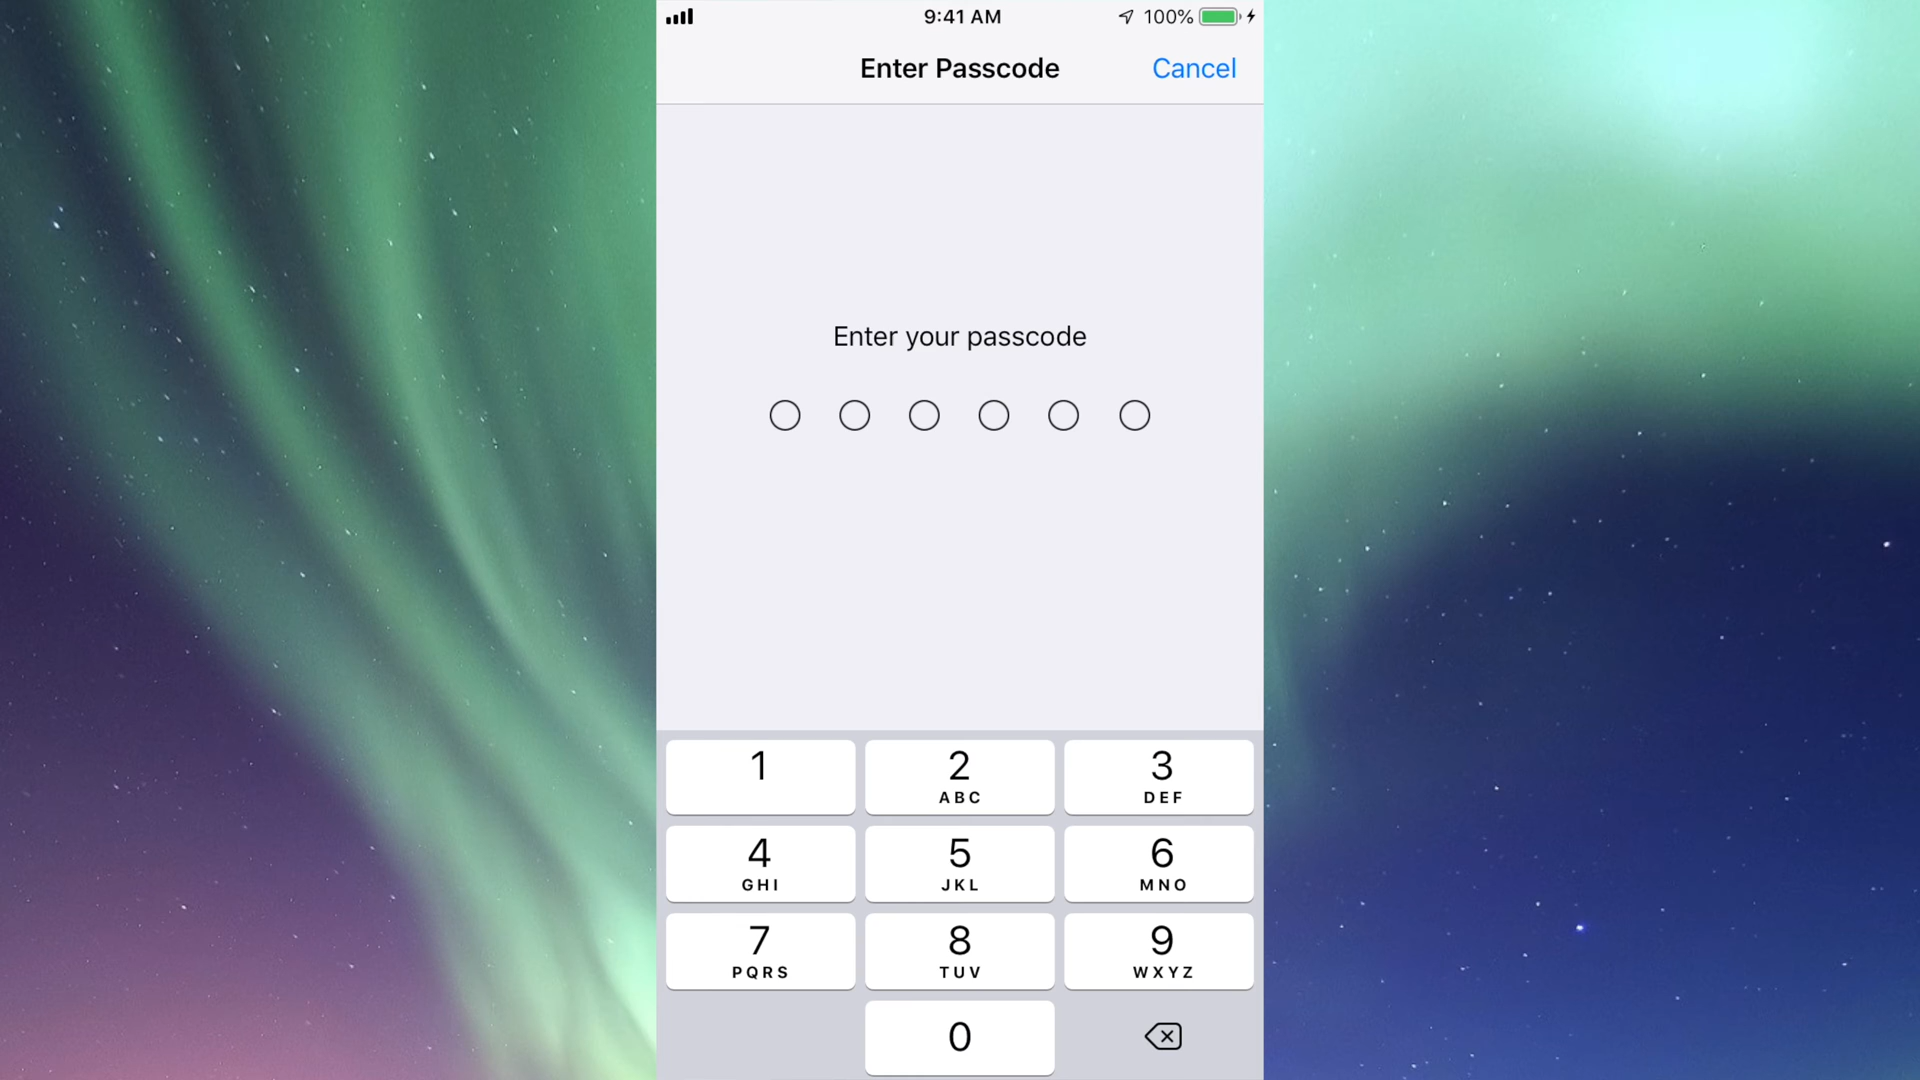 9:41 AM 100%
Enter Passcode Cancel
Enter your passcode
1 2 3
ABC DEF
4 5 6
GHI JKL MNO
7 8 9
PQRS TUV WXYZ
0